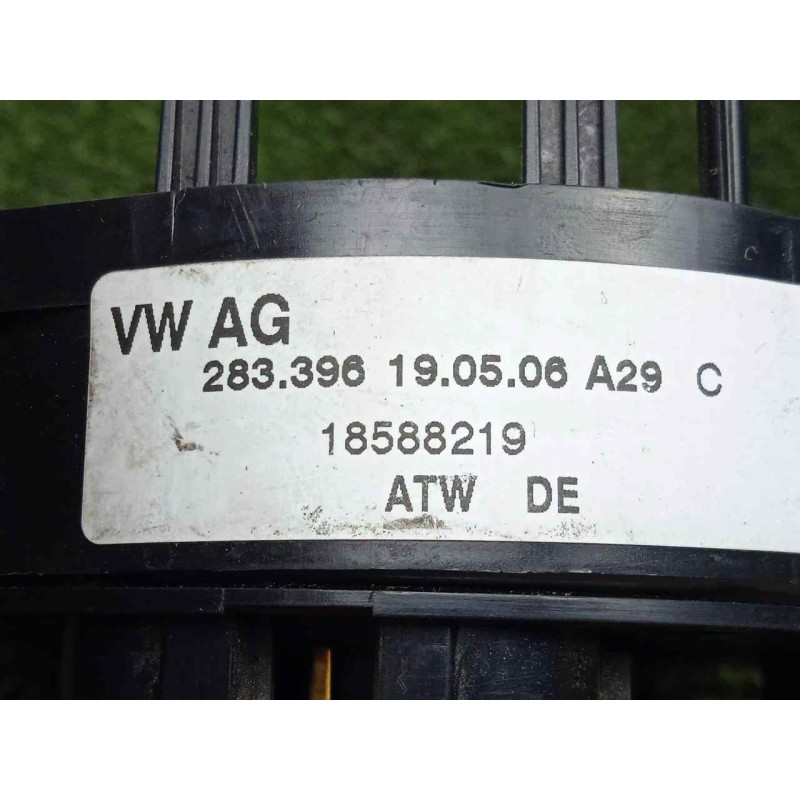 VW AG
283.396 19.05.06 A29 C
18588219
ATW DE